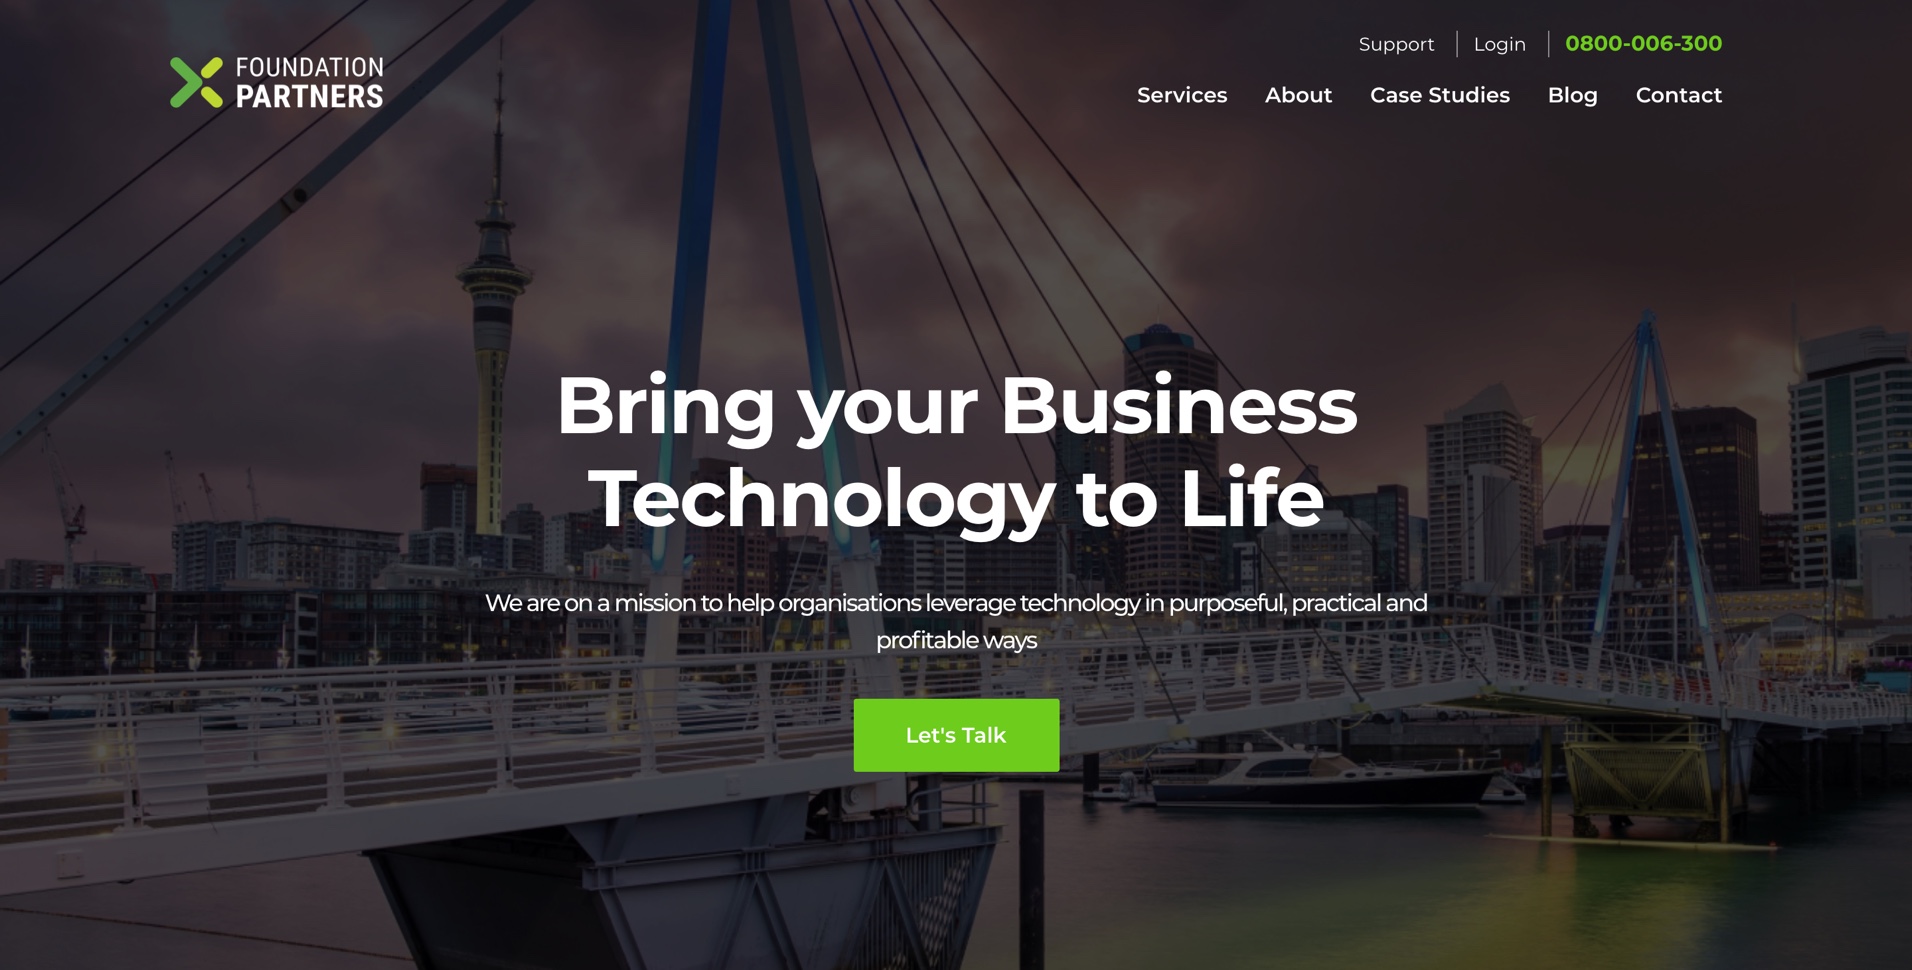 FOUNDATION
PARTNERS
Support
Login
0800-006-300
Services
About
Case Studies
Blog
Contact
Bring your Business
Technology to Life
We are on a mission to help organisations leverage technology in purposeful, practical and
profitable ways
Let's Talk